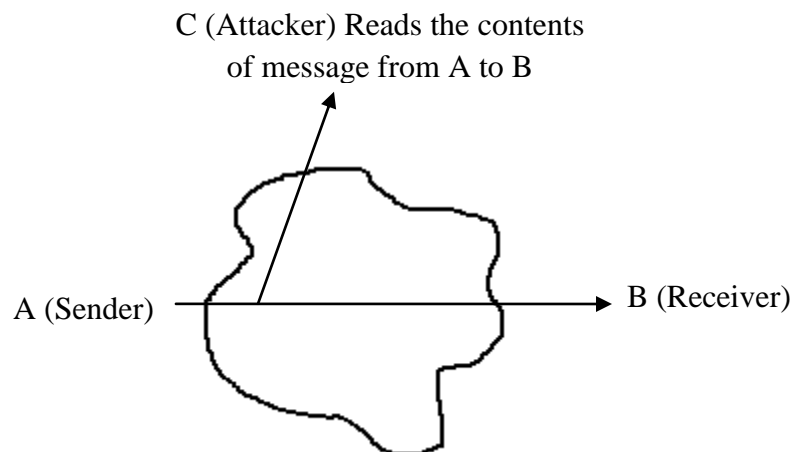 C (Attacker) Reads the contents
of message from A to B
A (Sender)
B (Receiver)